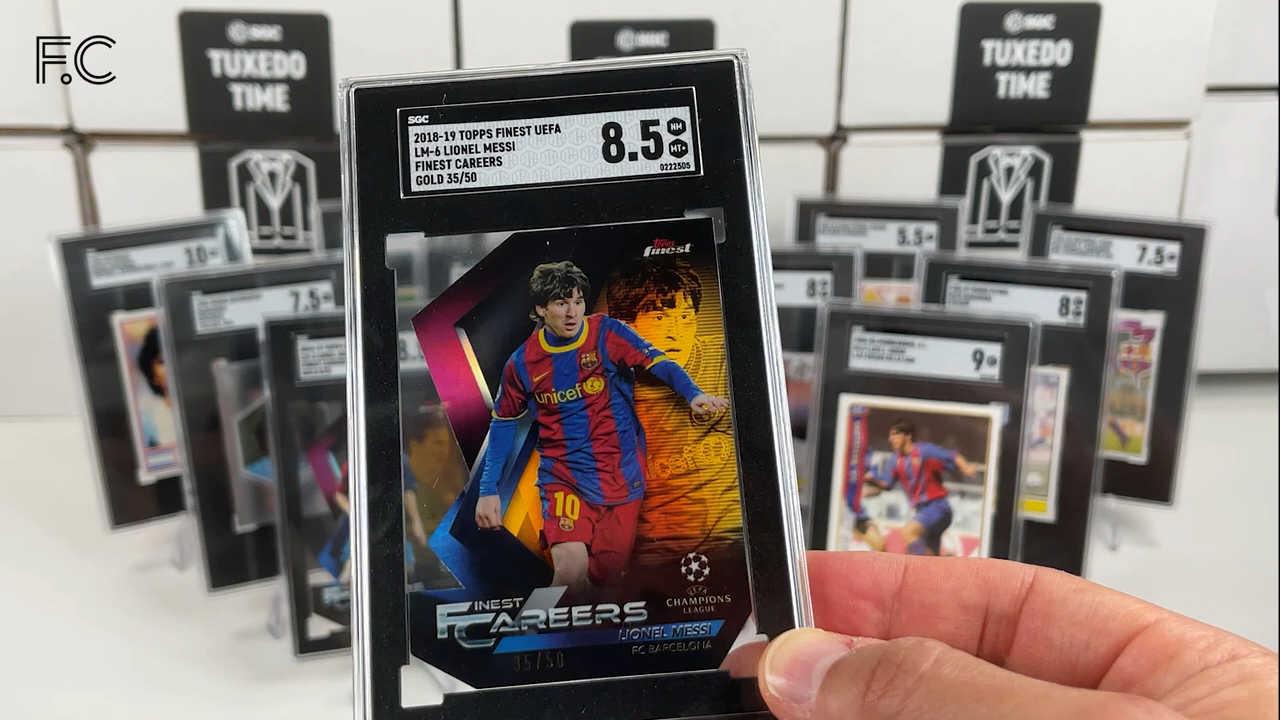 F.C
SGC
TUXEDO
TIME
SGC
SGC
TUXEDO
TIME
SGC
2018-19 TOPPS FINEST UEFA
LM-6 LIONEL MESSI
FINEST CAREERS
GOLD 35/50
8.5
NM
MT+
0222505
10
7.5
5.5
7.5
8
8
9
Topps
finest
unicef
10
unicef
UEFA
CHAMPIONS
LEAGUE
FINEST
CAREERS
LIONEL MESSI
FC BARCELONA
35/50